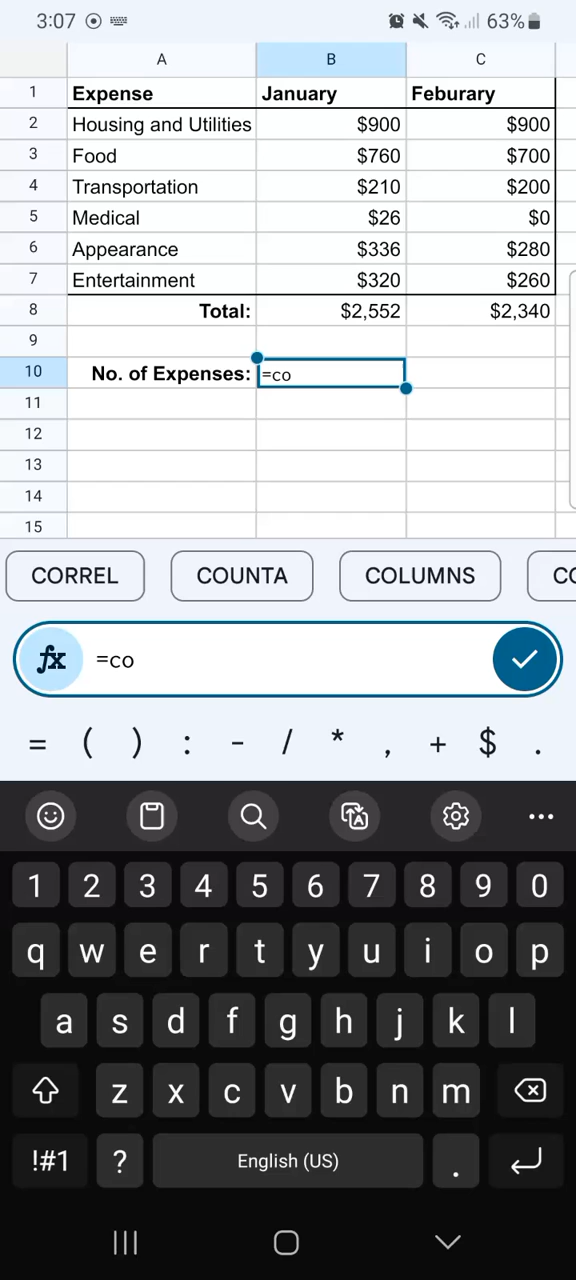 3:07 63%
A B C
1 Expense January Feburary
2 Housing and Utilities $900 $900
3 Food $760 $700
4 Transportation $210 $200
5 Medical $26 $0
6 Appearance $336 $280
7 Entertainment $320 $260
8 Total: $2,552 $2,340
9
10 No. of Expenses: =co
11
12
13
14
15
CORREL COUNTA COLUMNS CO
fx =co
= ( ) : - / * , + $ .
1 2 3 4 5 6 7 8 9 0
q w e r t y u i o p
a s d f g h j k l
z x c v b n m
!#1 ? English (US) .